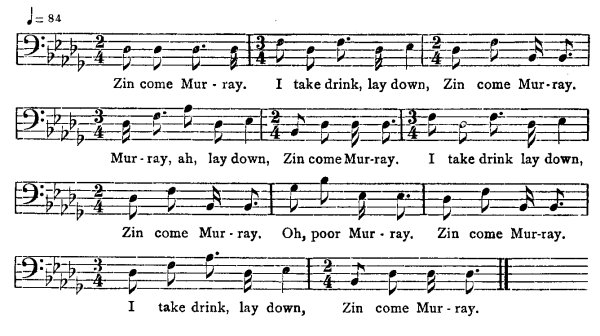 ♩= 84
Zin come Mur - ray. I take drink, lay down, Zin come Mur-ray.
Mur-ray, ah, lay down, Zin come Mur-ray. I take drink lay down,
Zin come Mur - ray. Oh, poor Mur - ray. Zin come Mur-ray.
I take drink, lay down, Zin come Mur - ray.